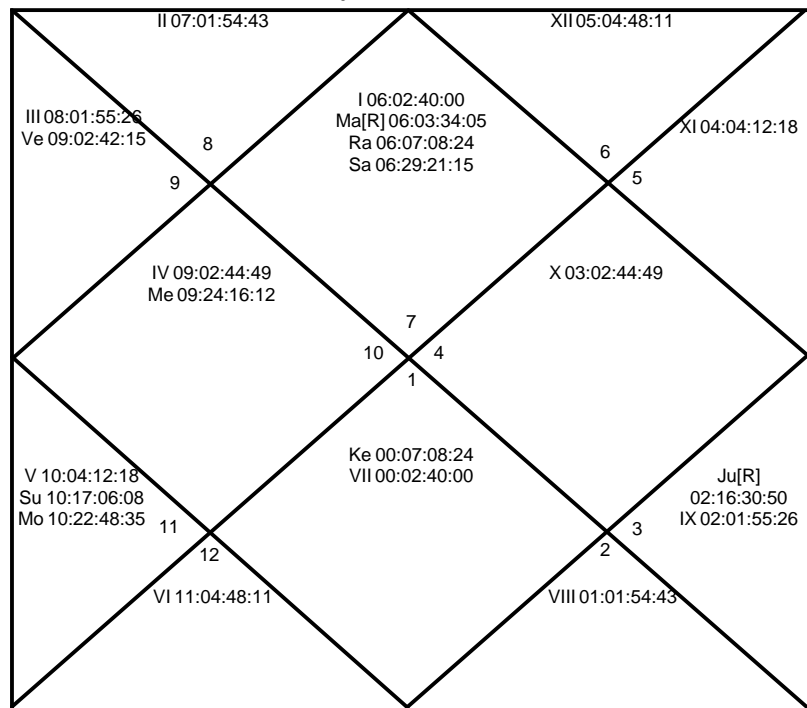 II 07:01:54:43
XII 05:04:48:11
I 06:02:40:00
Ma[R] 06:03:34:05
Ra 06:07:08:24
Sa 06:29:21:15
III 08:01:55:26
Ve 09:02:42:15
XI 04:04:12:18
8
6
9
5
IV 09:02:44:49
Me 09:24:16:12
X 03:02:44:49
7
10
4
1
Ke 00:07:08:24
VII 00:02:40:00
V 10:04:12:18
Su 10:17:06:08
Mo 10:22:48:35
Ju[R]
02:16:30:50
IX 02:01:55:26
11
3
12
2
VI 11:04:48:11
VIII 01:01:54:43